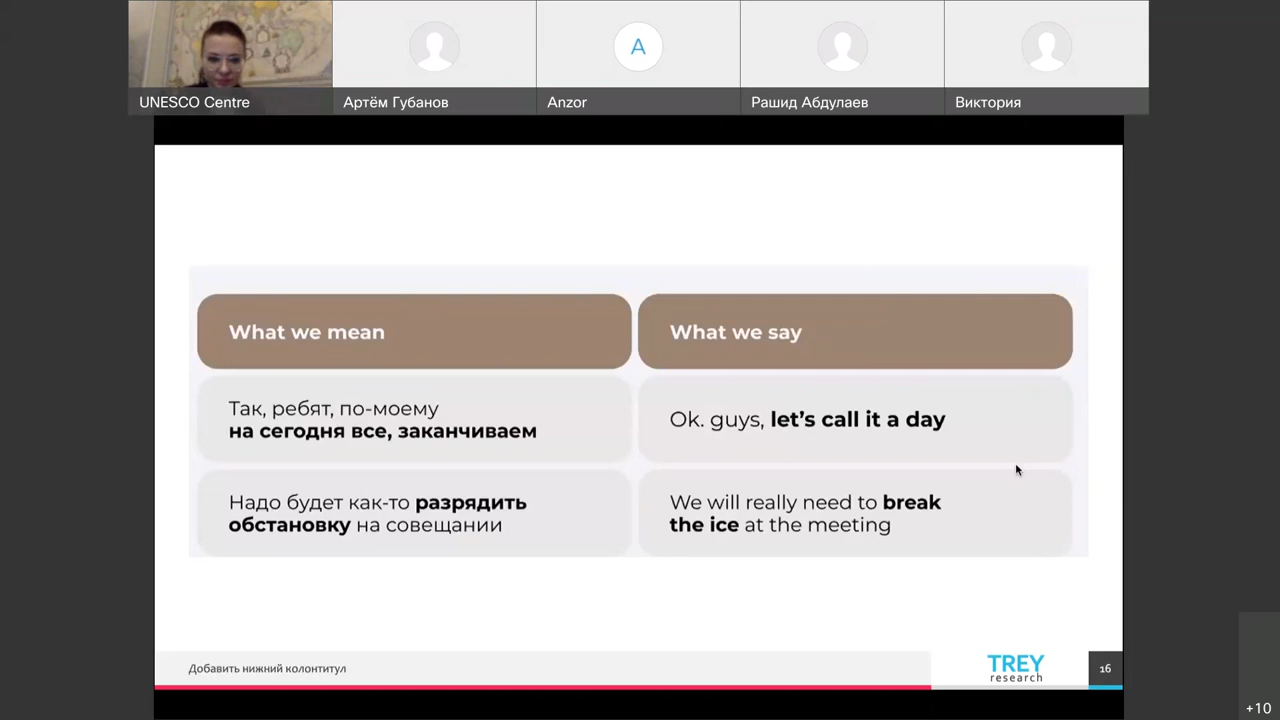 UNESCO Centre
Артём Губанов
A
Anzor
Рашид Абдулаев
Виктория
What we mean
What we say
Так, ребят, по-моему
на сегодня все, заканчиваем
Ok. guys, let’s call it a day
Надо будет как-то разрядить
обстановку на совещании
We will really need to break
the ice at the meeting
Добавить нижний колонтитул
TREY
research
16
+10